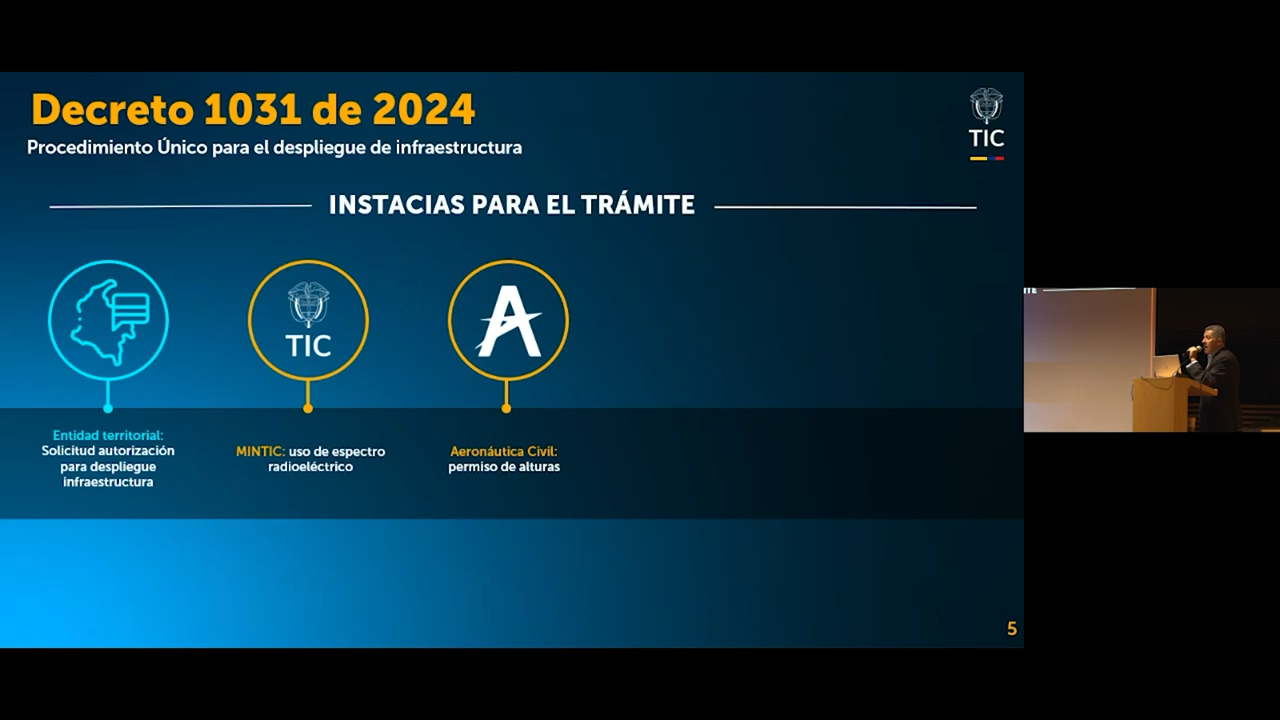 Decreto 1031 de 2024
Procedimiento Único para el despliegue de infraestructura
TIC
INSTACIAS PARA EL TRÁMITE
TIC
Entidad territorial:
Solicitud autorización
para despliegue
infraestructura
MINTIC: uso de espectro
radioeléctrico
Aeronáutica Civil:
permiso de alturas
5